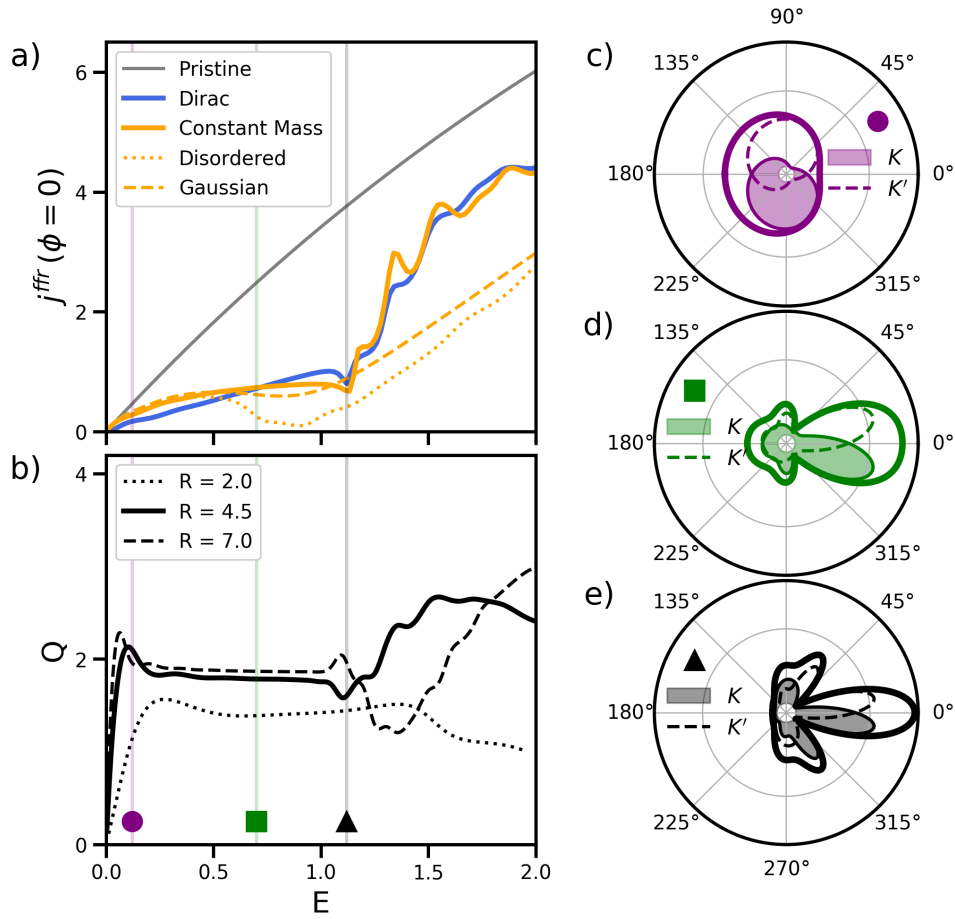 a)
6
4
2
0
j^{ffr} (ϕ = 0)
Pristine
Dirac
Constant Mass
Disordered
Gaussian
b)
4
2
0
Q
R = 2.0
R = 4.5
R = 7.0
0.0 0.5 1.0 1.5 2.0
E
c)
90°
135° 45°
180° 0°
K
K′
225° 315°
d)
135° 45°
180° 0°
K
K′
225° 315°
e)
135° 45°
180° 0°
K
K′
225° 315°
270°